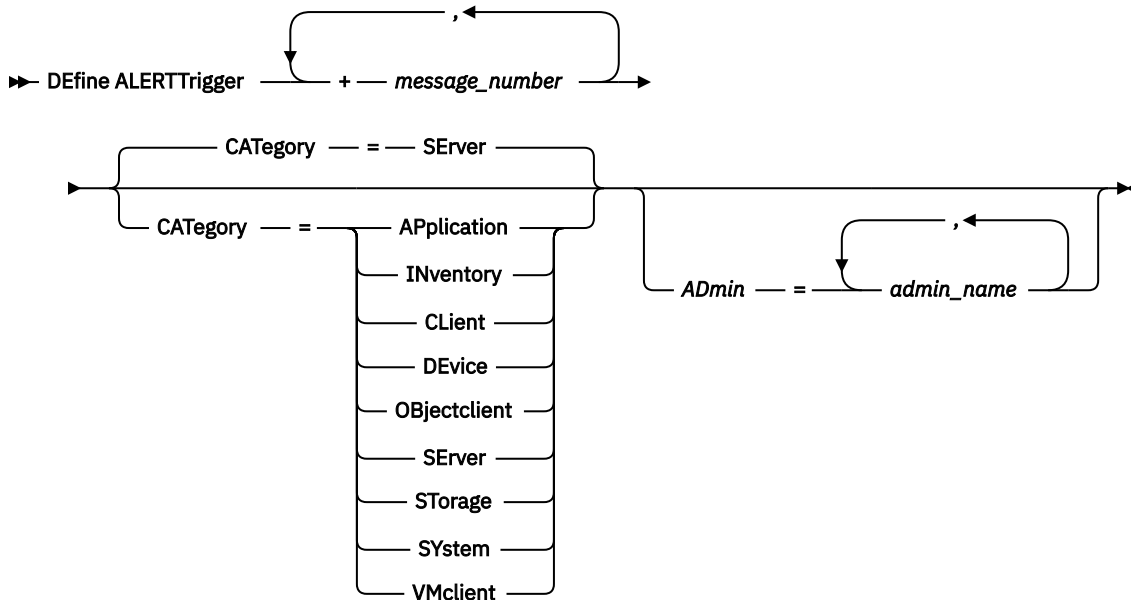 ,
DEfine ALERTTrigger + message_number
CATegory = SErver
CATegory = APplication
INventory
CLient
DEvice
OBjectclient
SErver
STorage
SYstem
VMclient
,
ADmin = admin_name